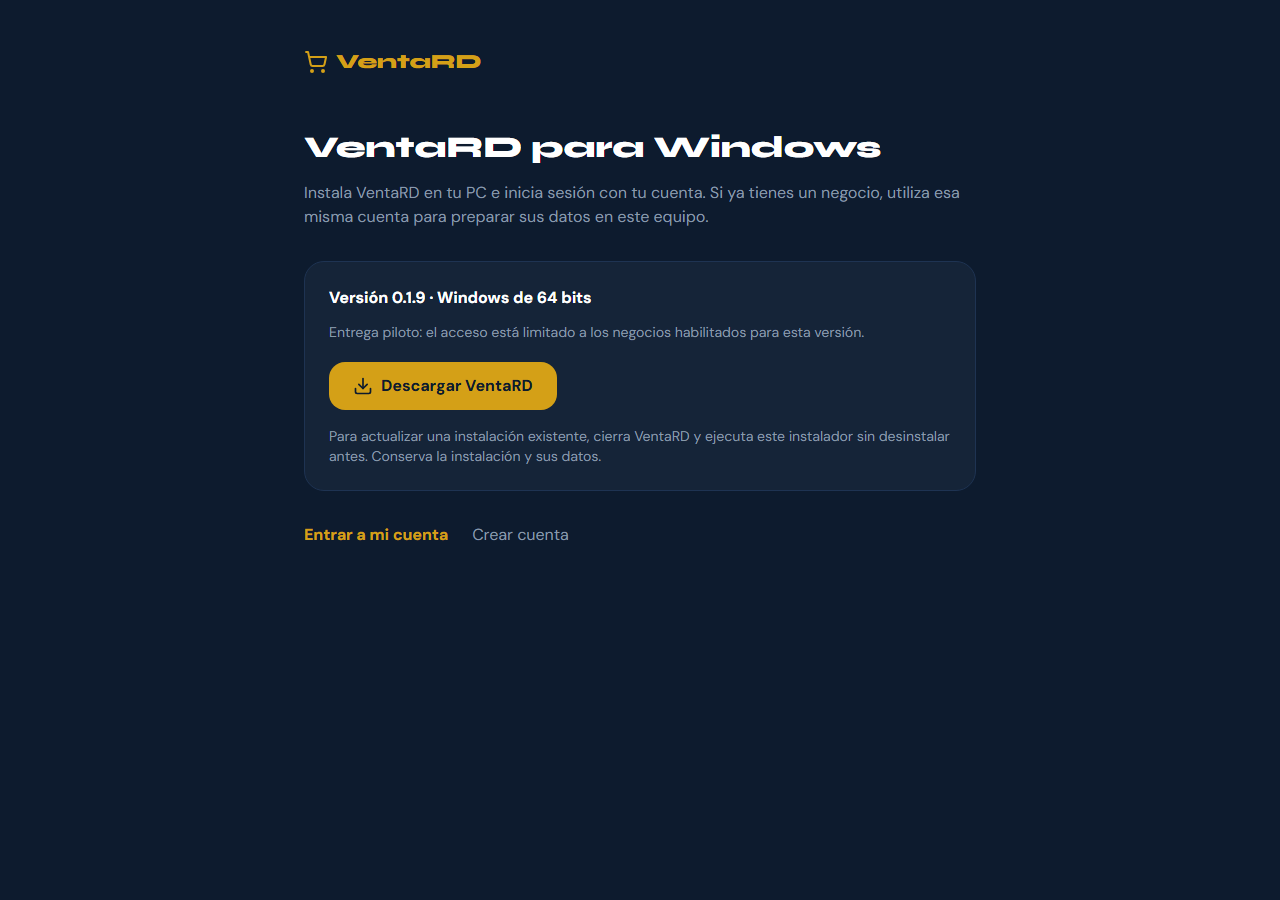 VentaRD
VentaRD para Windows
Instala VentaRD en tu PC e inicia sesión con tu cuenta. Si ya tienes un negocio, utiliza esa
misma cuenta para preparar sus datos en este equipo.
Versión 0.1.9 · Windows de 64 bits
Entrega piloto: el acceso está limitado a los negocios habilitados para esta versión.
Descargar VentaRD
Para actualizar una instalación existente, cierra VentaRD y ejecuta este instalador sin desinstalar
antes. Conserva la instalación y sus datos.
Entrar a mi cuenta Crear cuenta